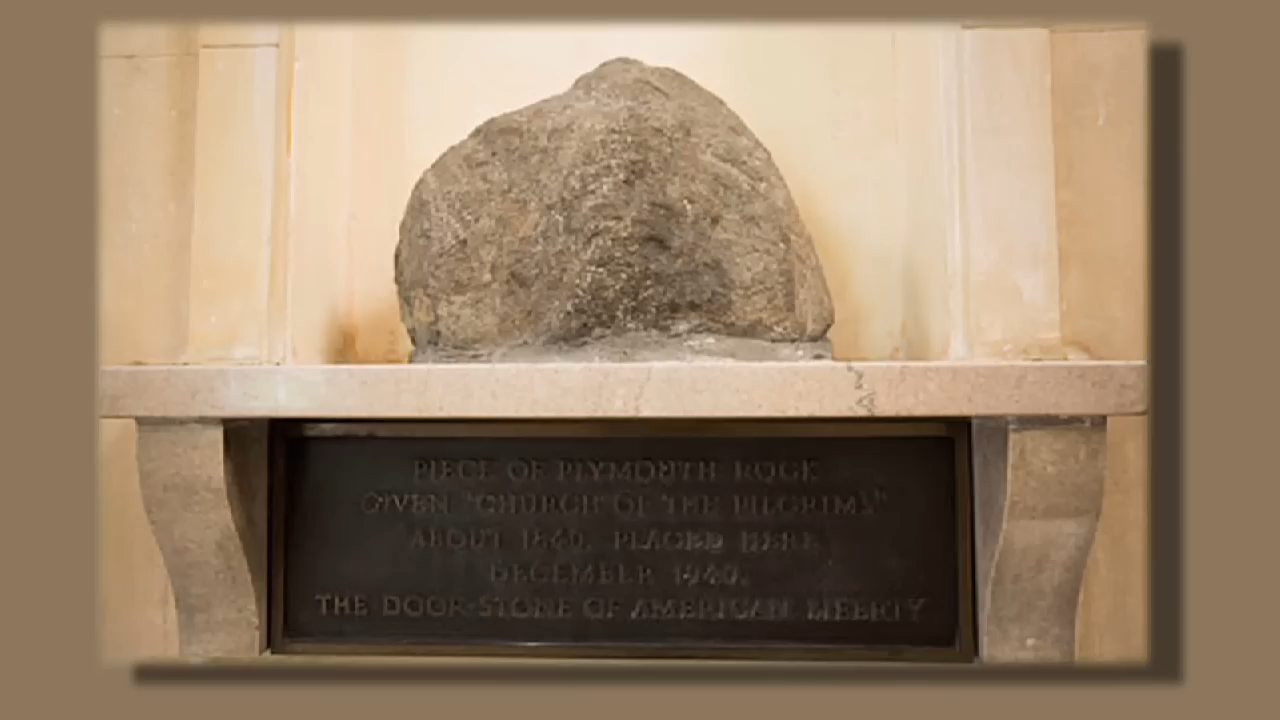 PIECE OF PLYMOUTH ROCK
GIVEN "CHURCH OF THE PILGRIMS"
ABOUT 1840. PLACED HERE
DECEMBER 1940.
THE DOOR-STONE OF AMERICAN LIBERTY